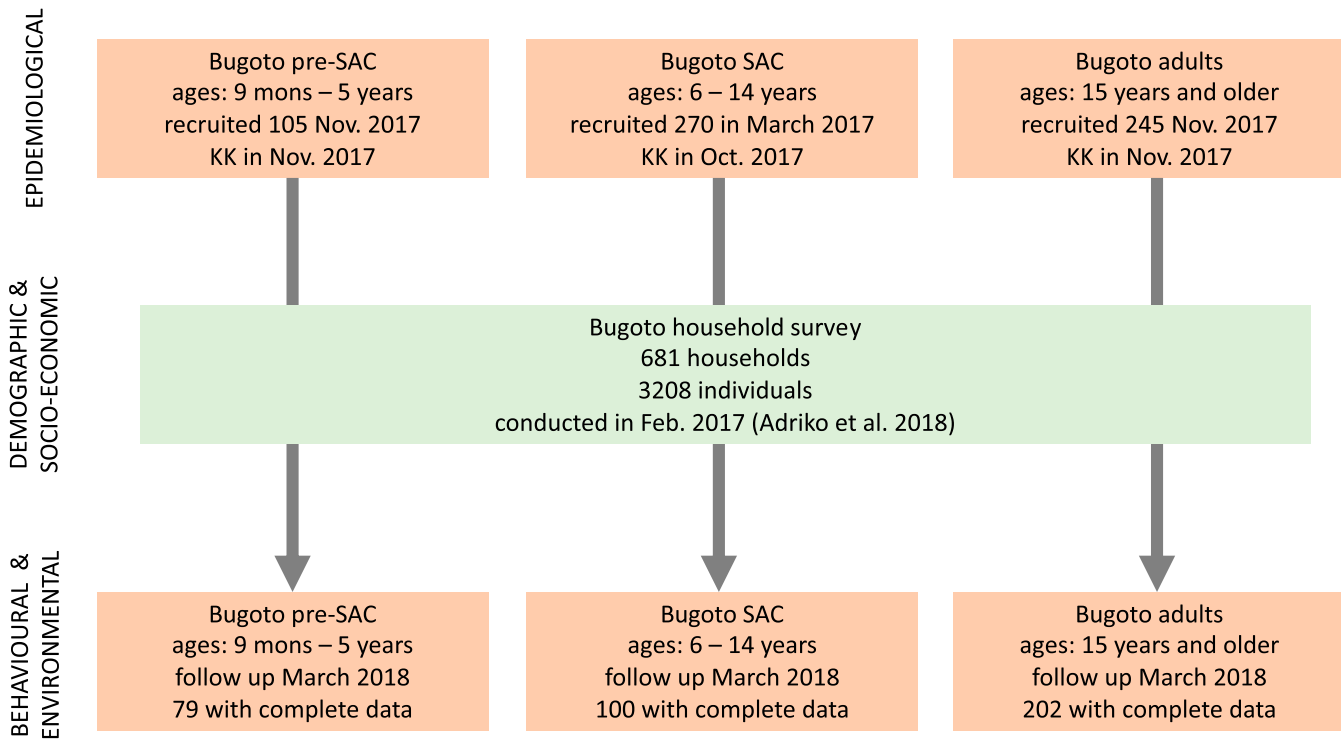 EPIDEMIOLOGICAL
Bugoto pre-SAC
ages: 9 mons – 5 years
recruited 105 Nov. 2017
KK in Nov. 2017
Bugoto SAC
ages: 6 – 14 years
recruited 270 in March 2017
KK in Oct. 2017
Bugoto adults
ages: 15 years and older
recruited 245 Nov. 2017
KK in Nov. 2017
DEMOGRAPHIC &
SOCIO-ECONOMIC
Bugoto household survey
681 households
3208 individuals
conducted in Feb. 2017 (Adriko et al. 2018)
BEHAVIOURAL &
ENVIRONMENTAL
Bugoto pre-SAC
ages: 9 mons – 5 years
follow up March 2018
79 with complete data
Bugoto SAC
ages: 6 – 14 years
follow up March 2018
100 with complete data
Bugoto adults
ages: 15 years and older
follow up March 2018
202 with complete data